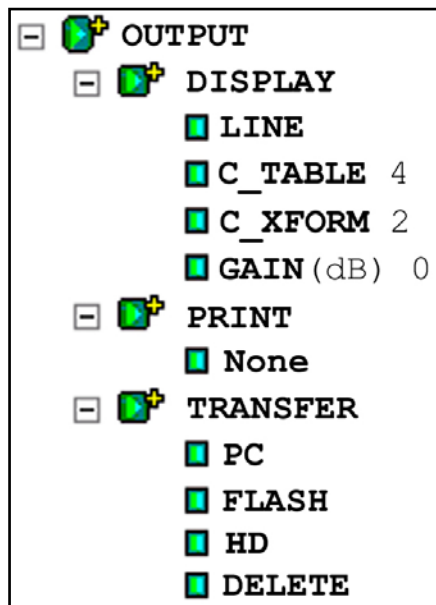 OUTPUT
DISPLAY
LINE
C_TABLE 4
C_XFORM 2
GAIN(dB) 0
PRINT
None
TRANSFER
PC
FLASH
HD
DELETE